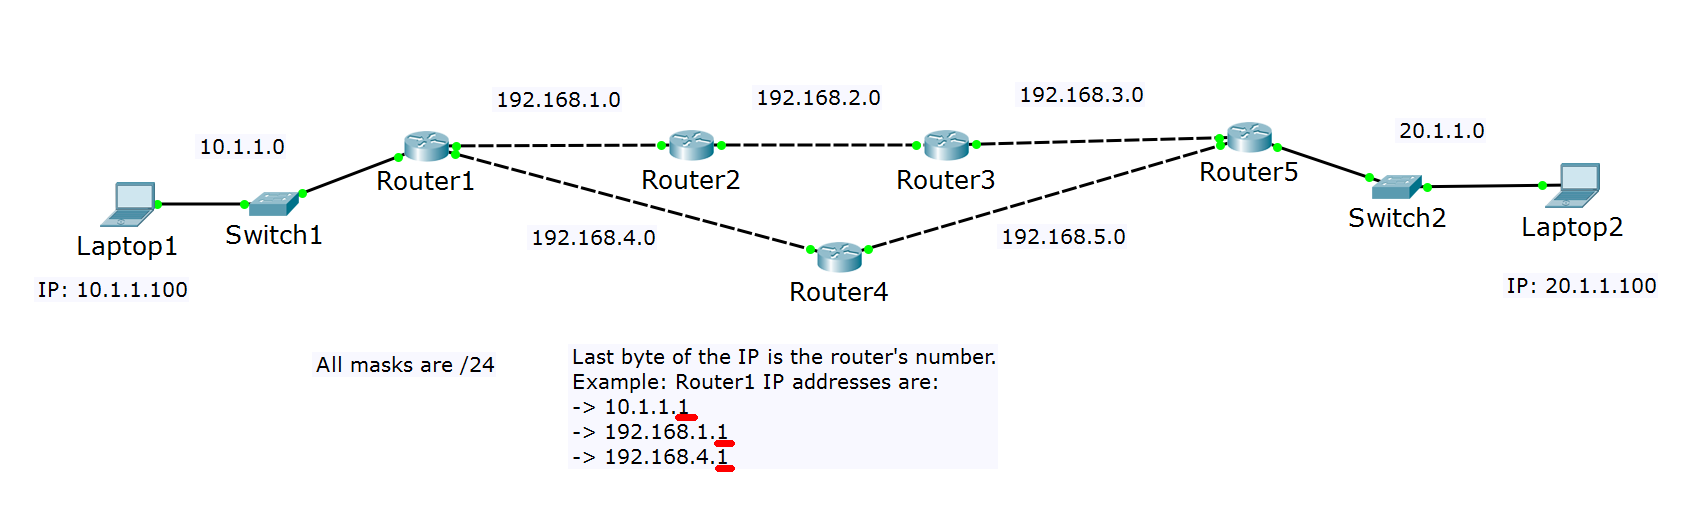 192.168.1.0
192.168.2.0
192.168.3.0
10.1.1.0
20.1.1.0
Router1
Router2
Router3
Router5
Laptop1
Switch1
192.168.4.0
192.168.5.0
Switch2
Laptop2
IP: 10.1.1.100
Router4
IP: 20.1.1.100
All masks are /24
Last byte of the IP is the router's number.
Example: Router1 IP addresses are:
-> 10.1.1.1
-> 192.168.1.1
-> 192.168.4.1